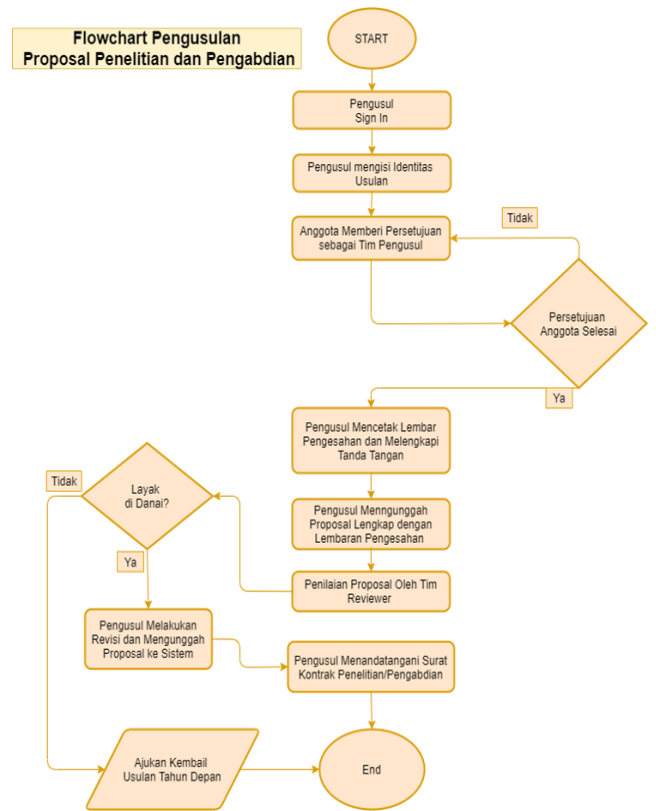 Flowchart Pengusulan
Proposal Penelitian dan Pengabdian
START
Pengusul
Sign In
Pengusul mengisi Identitas
Usulan
Anggota Memberi Persetujuan
sebagai Tim Pengusul
Tidak
Persetujuan
Anggota Selesai
Ya
Pengusul Mencetak Lembar
Pengesahan dan Melengkapi
Tanda Tangan
Pengusul Menngunggah
Proposal Lengkap dengan
Lembaran Pengesahan
Penilaian Proposal Oleh Tim
Reviewer
Layak
di Danai?
Tidak
Ya
Pengusul Melakukan
Revisi dan Mengunggah
Proposal ke Sistem
Pengusul Menandatangani Surat
Kontrak Penelitian/Pengabdian
Ajukan Kembail
Usulan Tahun Depan
End